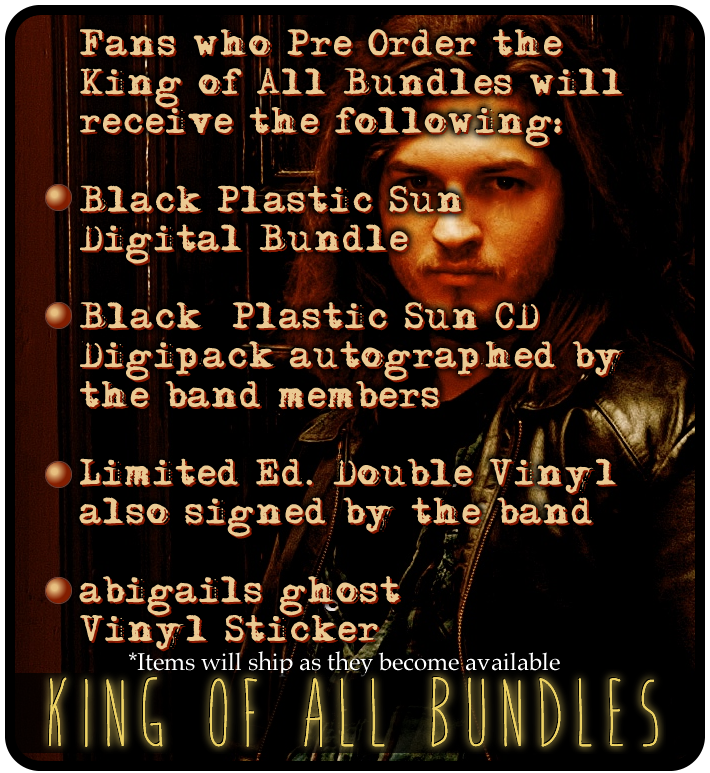 Fans who Pre Order the
King of All Bundles will
receive the following:
Black Plastic Sun
Digital Bundle
Black Plastic Sun CD
Digipack autographed by
the band members
Limited Ed. Double Vinyl
also signed by the band
abigails ghost
Vinyl Sticker
*Items will ship as they become available
KING OF ALL BUNDLES